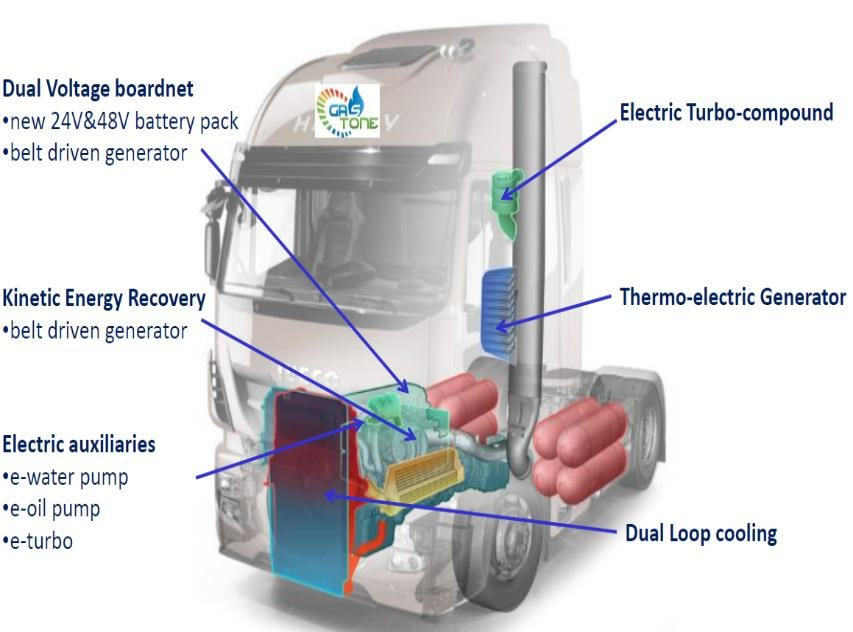 Dual Voltage boardnet
•new 24V&48V battery pack
•belt driven generator
Kinetic Energy Recovery
•belt driven generator
Electric auxiliaries
•e-water pump
•e-oil pump
•e-turbo
GAS
TONE
IVECO
Electric Turbo-compound
Thermo-electric Generator
Dual Loop cooling